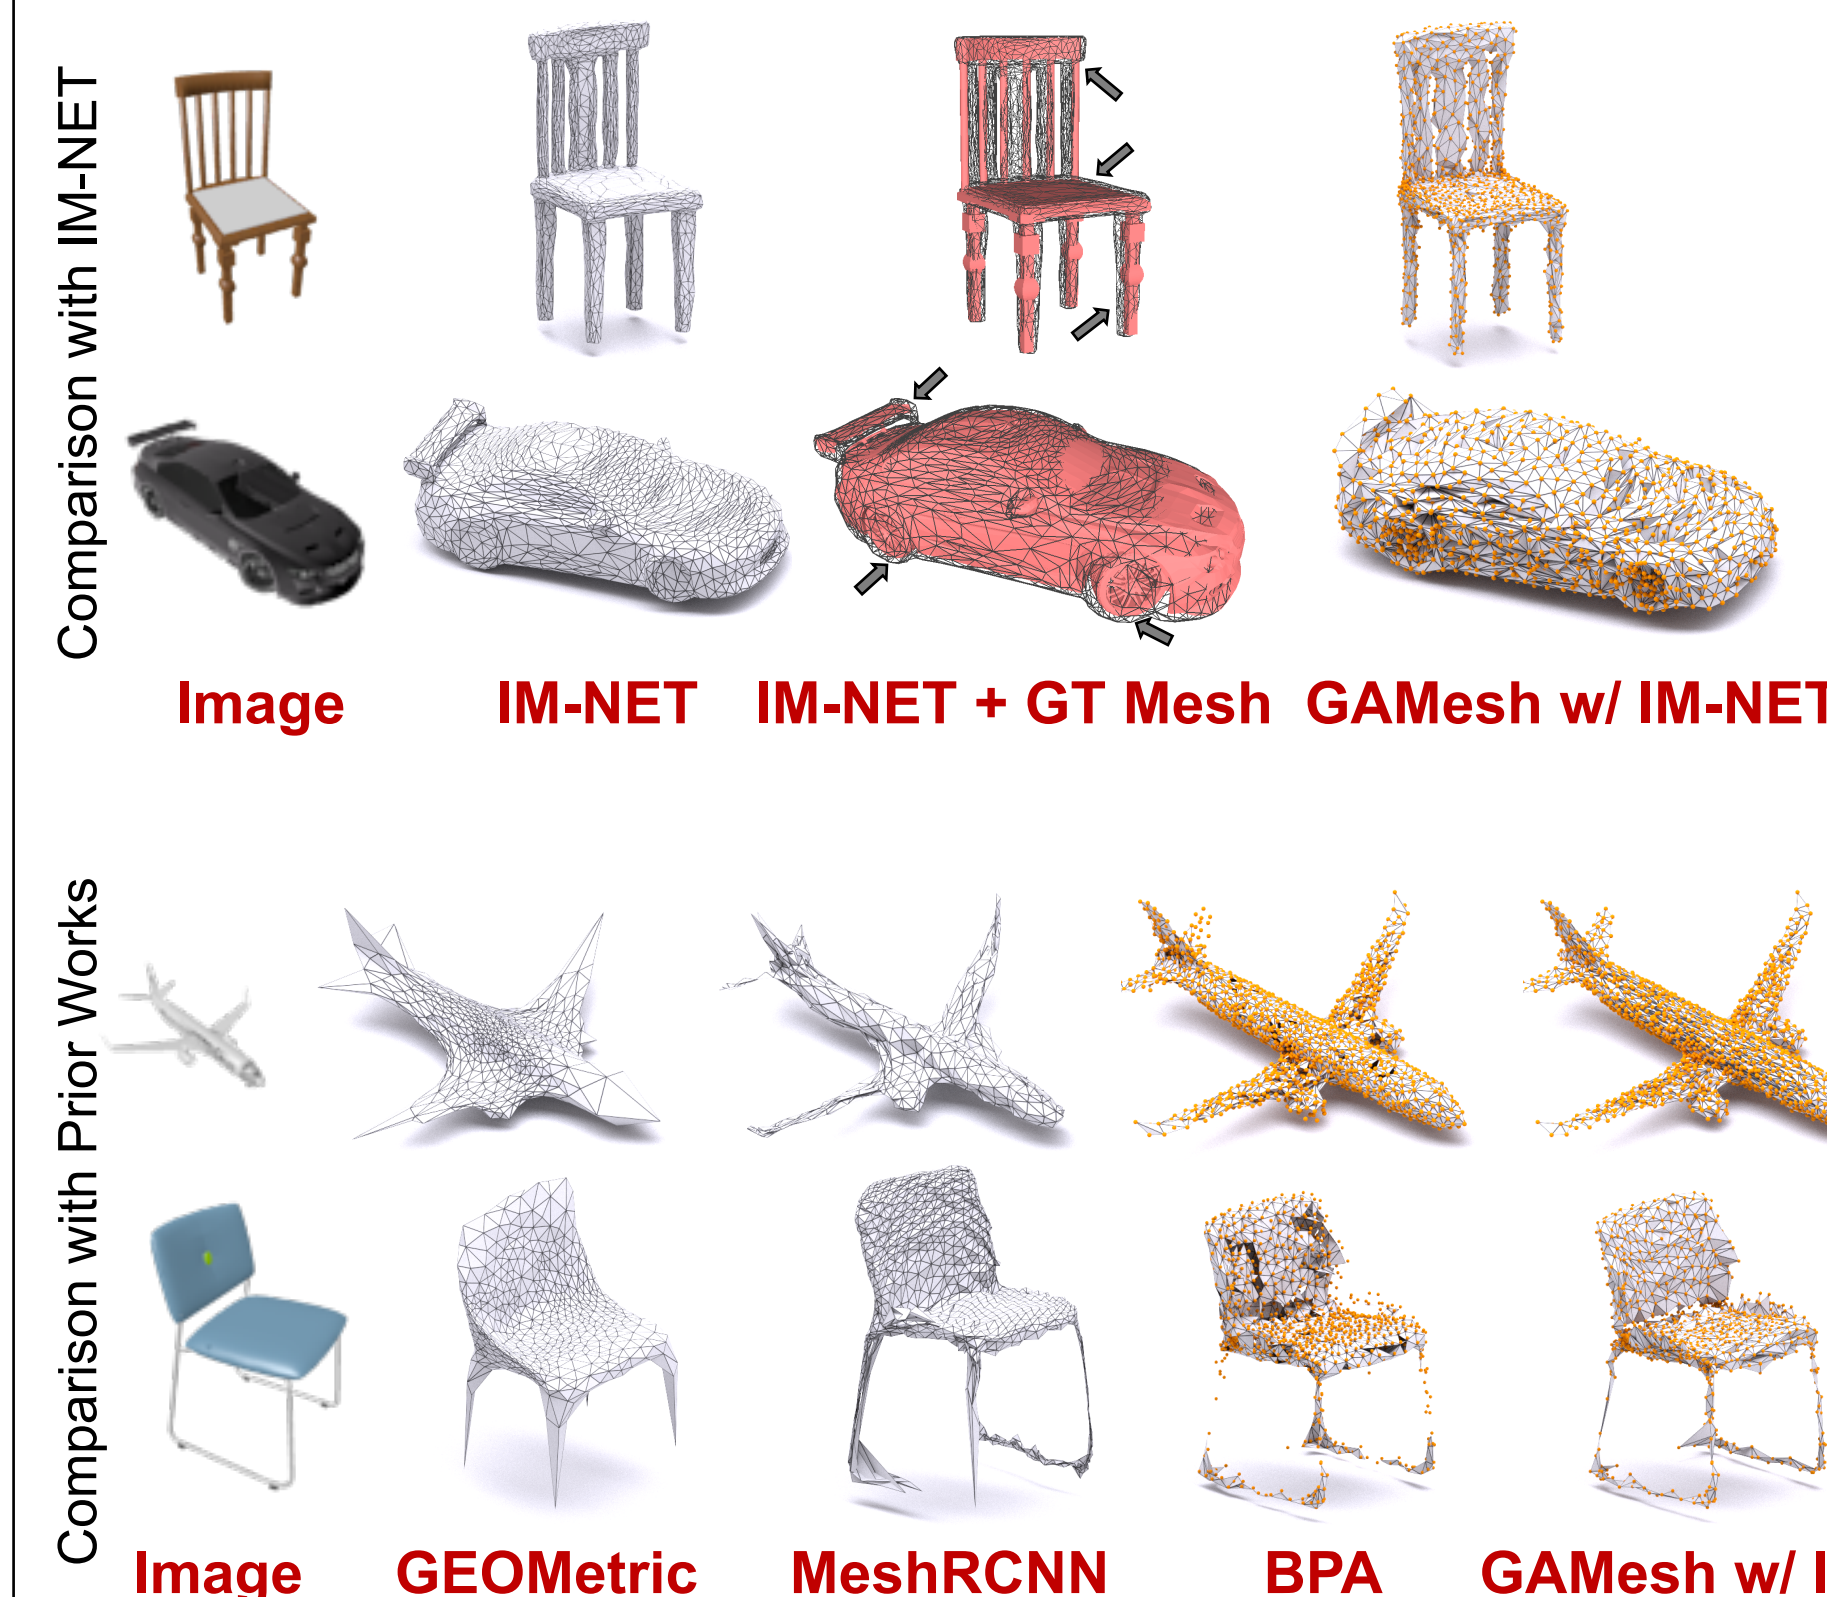 Comparison with IM-NET
Image IM-NET IM-NET + GT Mesh GAMesh w/ IM-NET
Comparison with Prior Works
Image GEOMetric MeshRCNN BPA GAMesh w/